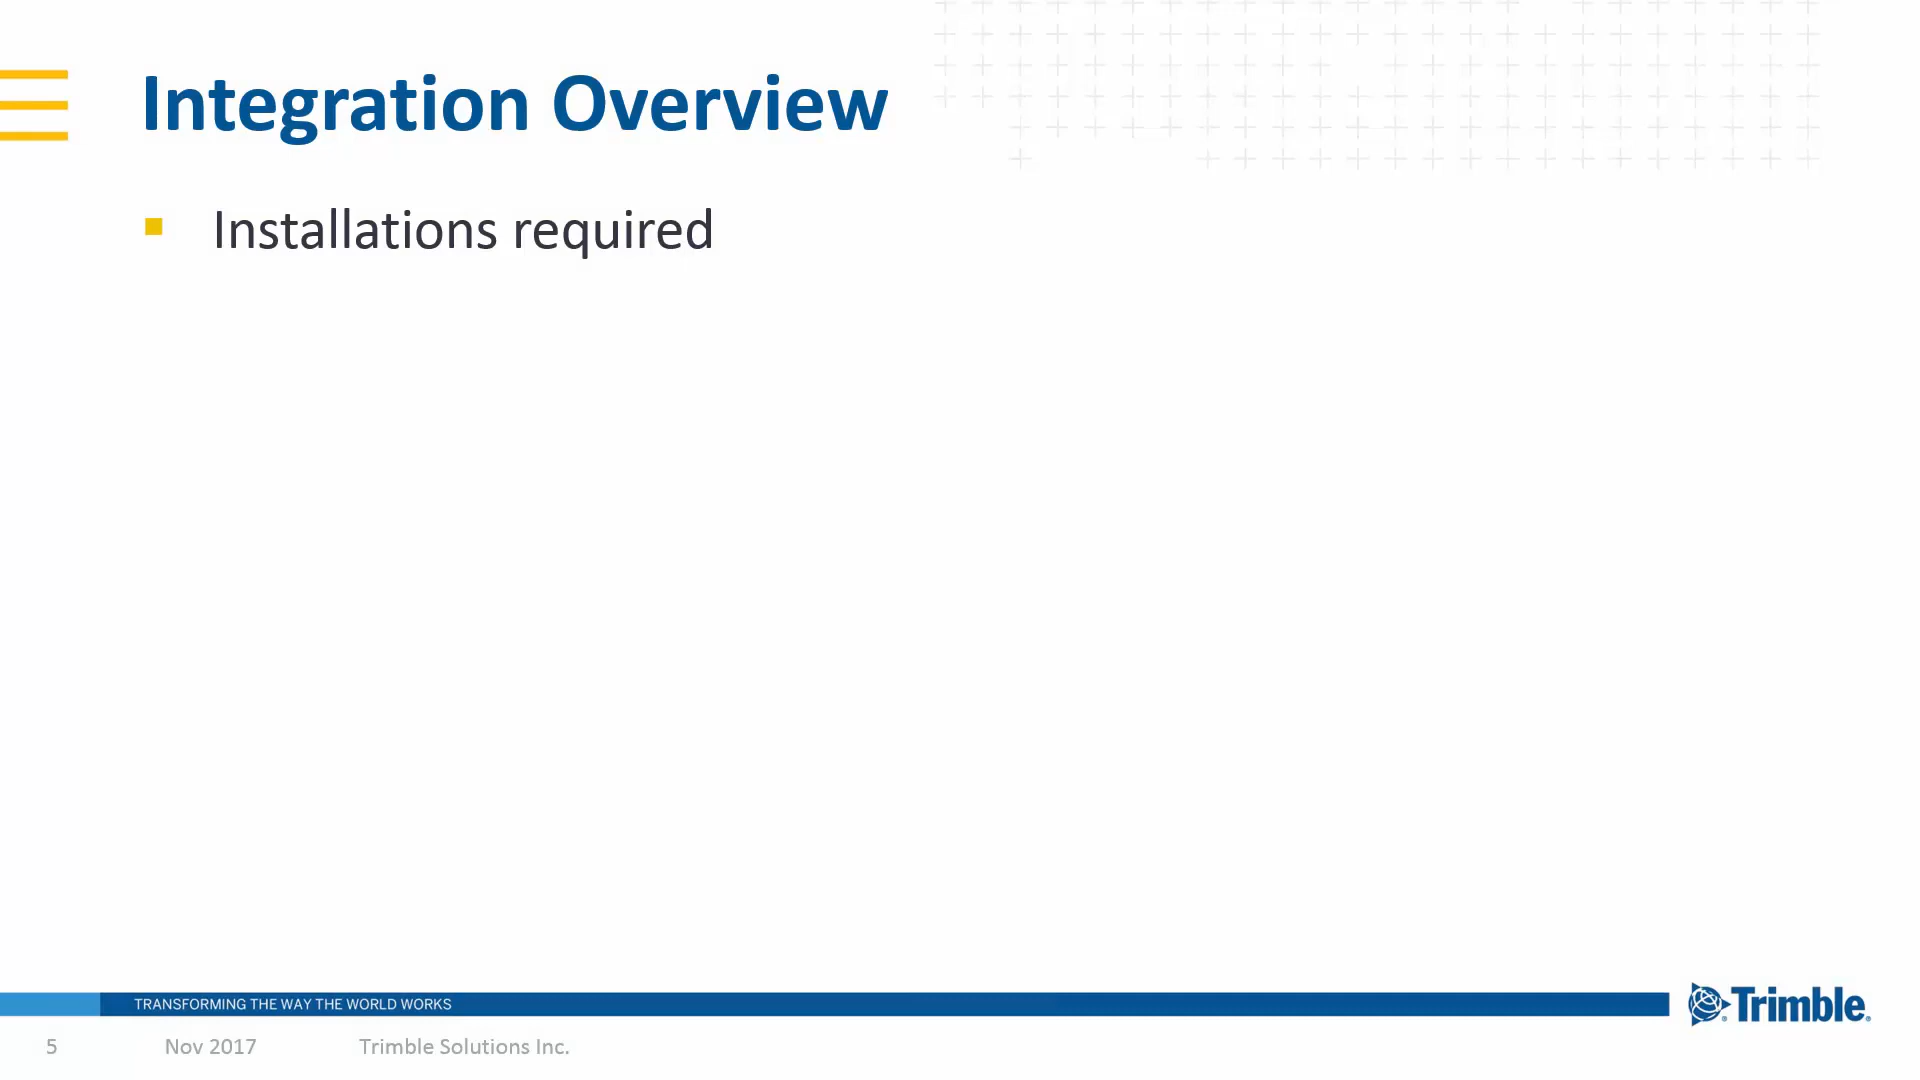 Integration Overview
Installations required
TRANSFORMING THE WAY THE WORLD WORKS
Trimble
5 Nov 2017 Trimble Solutions Inc.